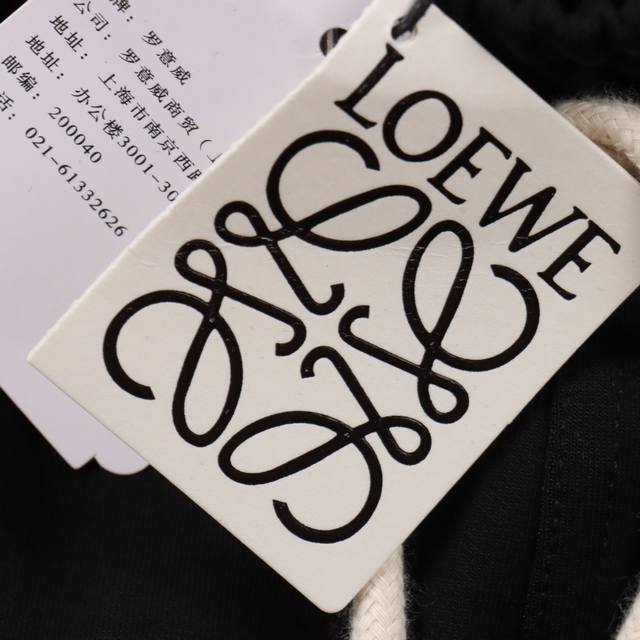 牌: 罗意威
公司: 罗意威商贸(上
地址: 上海市南京西路
地址: 办公楼3001-30
邮编: 200040
话: 021-61332626
LOEWE